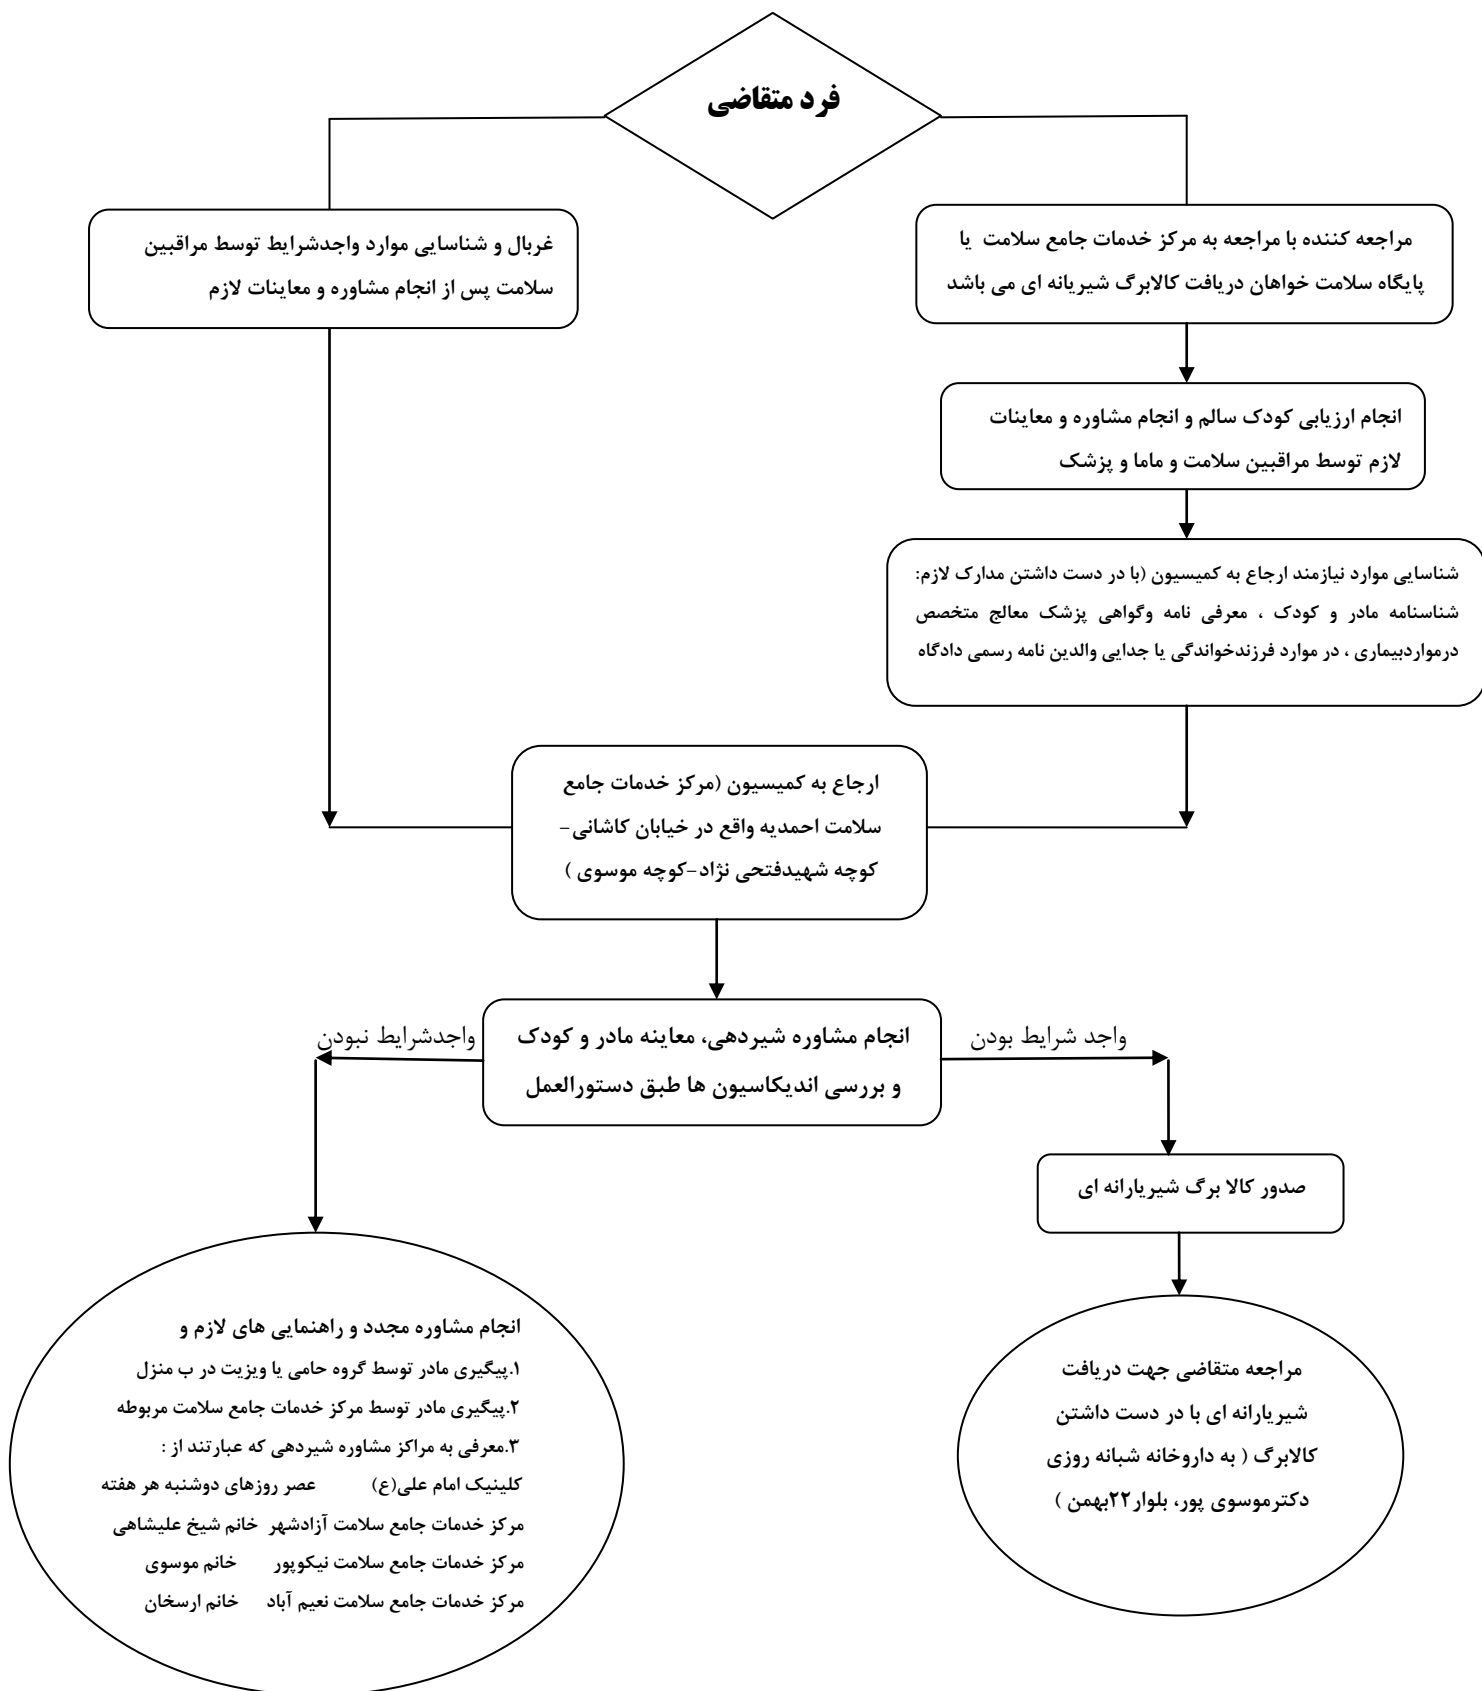 فرد متقاضی
مراجعه کننده با مراجعه به مرکز خدمات جامع سلامت یا
پایگاه سلامت خواهان دریافت کالابرگ شیریانه ای می باشد
غربال و شناسایی موارد واجدشرایط توسط مراقبین
سلامت پس از انجام مشاوره و معاینات لازم
انجام ارزیابی کودک سالم و انجام مشاوره و معاینات
لازم توسط مراقبین سلامت و ماما و پزشک
شناسایی موارد نیازمند ارجاع به کمیسیون (با در دست داشتن مدارک لازم:
شناسنامه مادر و کودک ، معرفی نامه وگواهی پزشک معالج متخصص
درمواردبیماری ، در موارد فرزندخواندگی یا جدایی والدین نامه رسمی دادگاه
ارجاع به کمیسیون (مرکز خدمات جامع
سلامت احمدیه واقع در خیابان کاشانی-
کوچه شهیدفتحی نژاد-کوچه موسوی )
انجام مشاوره شیردهی، معاینه مادر و کودک
و بررسی اندیکاسیون ها طبق دستورالعمل
واجد شرایط بودن
واجدشرایط نبودن
صدور کالا برگ شیریارانه ای
مراجعه متقاضی جهت دریافت
شیریارانه ای با در دست داشتن
کالابرگ ( به داروخانه شبانه روزی
دکترموسوی پور، بلوار۲۲بهمن )
انجام مشاوره مجدد و راهنمایی های لازم و
۱.پیگیری مادر توسط گروه حامی یا ویزیت در ب منزل
۲.پیگیری مادر توسط مرکز خدمات جامع سلامت مربوطه
۳.معرفی به مراکز مشاوره شیردهی که عبارتند از :
کلینیک امام علی(ع) عصر روزهای دوشنبه هر هفته
مرکز خدمات جامع سلامت آزادشهر خانم شیخ علیشاهی
مرکز خدمات جامع سلامت نیکوپور خانم موسوی
مرکز خدمات جامع سلامت نعیم آباد خانم ارسخان